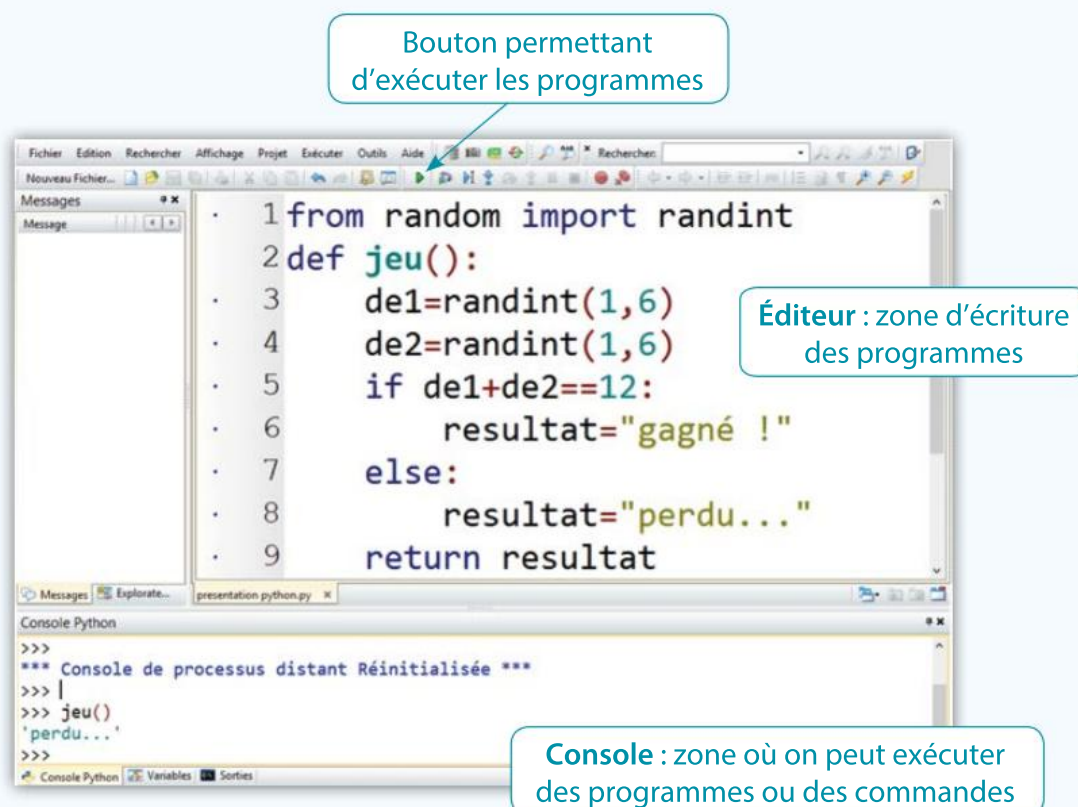 Bouton permettant
d'exécuter les programmes
Fichier Edition Rechercher Affichage Projet Exécuter Outils Aide Rechercher:
Nouveau Fichier...
Messages
Message
1 from random import randint
2 def jeu():
3 de1=randint(1,6)
4 de2=randint(1,6)
5 if de1+de2==12:
6 resultat="gagné !"
7 else:
8 resultat="perdu..."
9 return resultat
Éditeur : zone d'écriture
des programmes
Messages Explorate... presentation python.py
Console Python
>>>
*** Console de processus distant Réinitialisée ***
>>> 
>>> jeu()
'perdu...'
>>>
Console Python Variables Sorties
Console : zone où on peut exécuter
des programmes ou des commandes